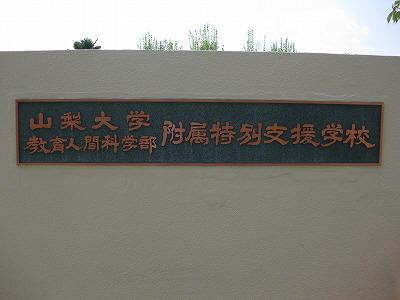 山梨大学
教育人間科学部
附属特別支援学校